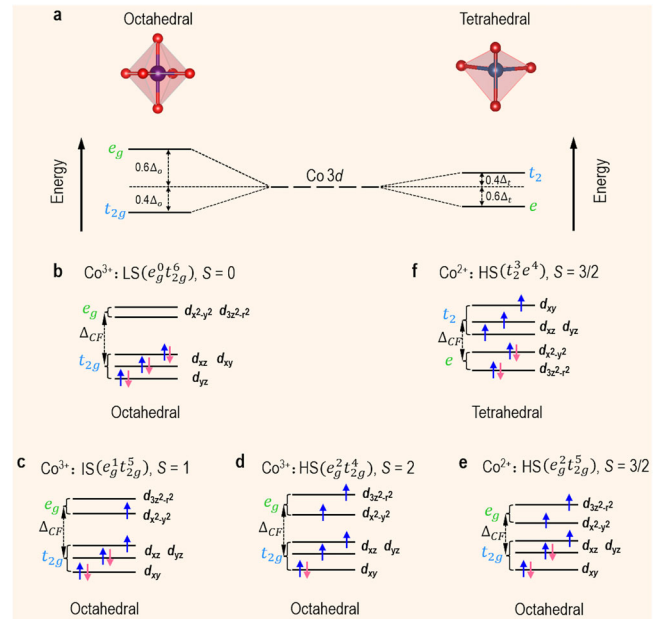 a
Octahedral
Tetrahedral
Energy
e_g
0.6Δ_o
0.4Δ_o
t_2g
Co 3d
t_2
0.4Δ_t
0.6Δ_t
e
Energy
b
Co³⁺: LS(e_g⁰t_2g⁶), S = 0
e_g
d_x²-y² d_3z²-r²
Δ_CF
t_2g
d_xz d_xy
d_yz
Octahedral
f
Co²⁺: HS(t_2³e⁴), S = 3/2
t_2
d_xy
d_xz d_yz
Δ_CF
e
d_x²-y²
d_3z²-r²
Tetrahedral
c
Co³⁺: IS(e_g¹t_2g⁵), S = 1
e_g
d_3z²-r²
d_x²-y²
Δ_CF
t_2g
d_xz d_yz
d_xy
Octahedral
d
Co³⁺: HS(e_g²t_2g⁴), S = 2
e_g
d_3z²-r²
d_x²-y²
Δ_CF
t_2g
d_xz d_yz
d_xy
Octahedral
e
Co²⁺: HS(e_g²t_2g⁵), S = 3/2
e_g
d_3z²-r²
d_x²-y²
Δ_CF
t_2g
d_xz d_yz
d_xy
Octahedral